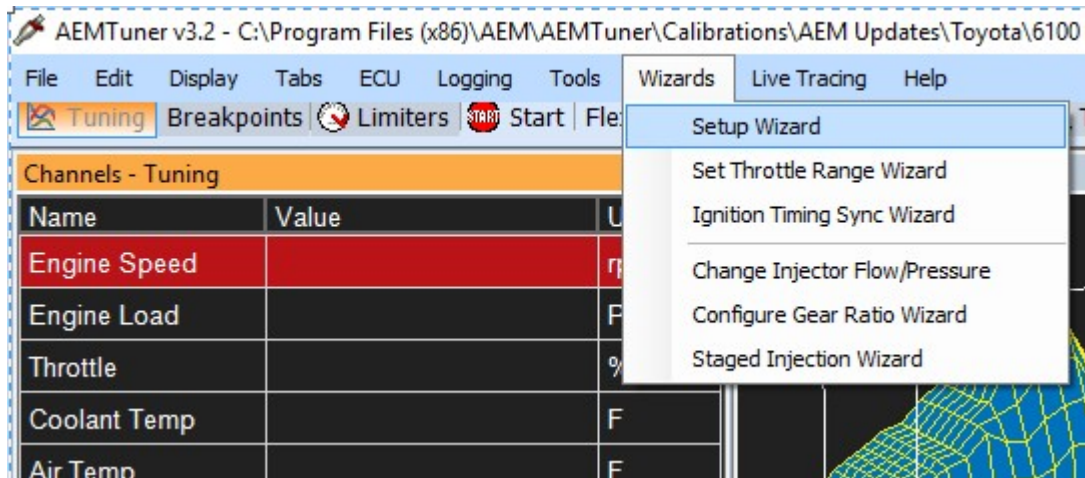 AEMTuner v3.2 - C:\Program Files (x86)\AEM\AEMTuner\Calibrations\AEM Updates\Toyota\6100
File Edit Display Tabs ECU Logging Tools Wizards Live Tracing Help
Tuning Breakpoints Limiters START Start
Setup Wizard
Set Throttle Range Wizard
Ignition Timing Sync Wizard
Change Injector Flow/Pressure
Configure Gear Ratio Wizard
Staged Injection Wizard
Channels - Tuning
Name Value
Engine Speed
Engine Load
Throttle %
Coolant Temp F
Air Temp F